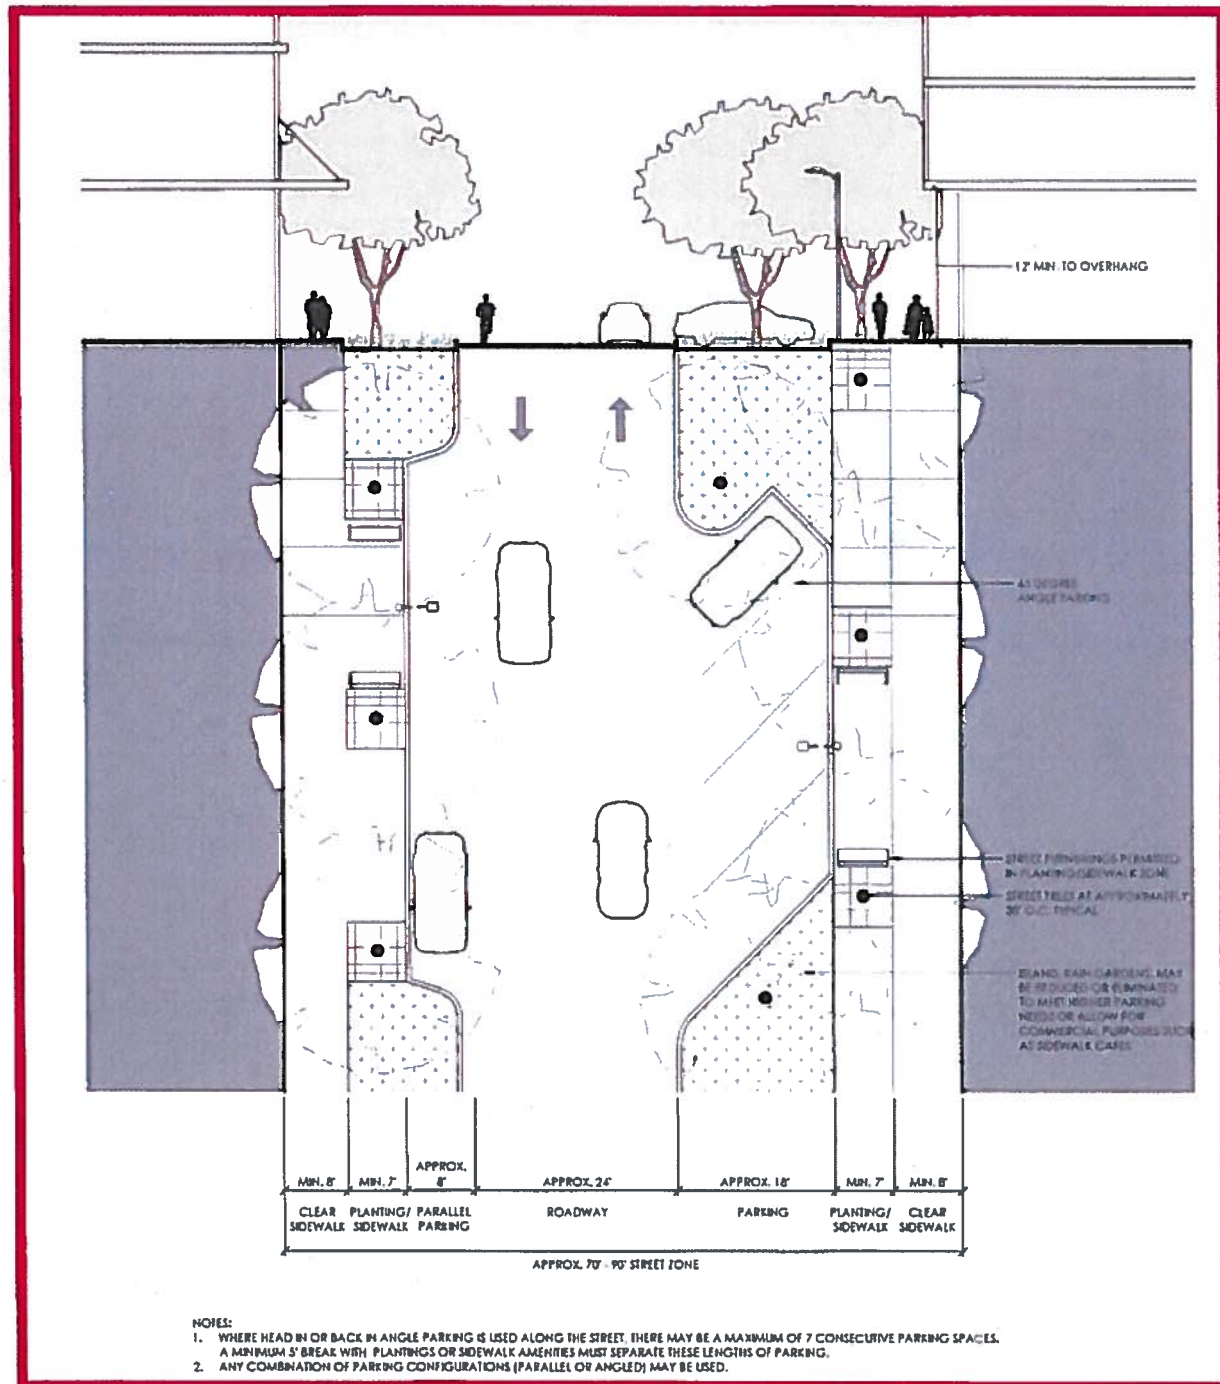 12' MIN. TO OVERHANG
45 DEGREE
ANGLE PARKING
STREET FURNISHINGS PERMITTED
IN PLANTING/SIDEWALK ZONE
STREET TREES AT APPROXIMATELY
30' O.C. TYPICAL
ISLAND, RAIN GARDENS, MAY
BE REDUCED OR ELIMINATED
TO MEET HIGHER PARKING
NEEDS OR ALLOW FOR
COMMERCIAL PURPOSES SUCH
AS SIDEWALK CAFES
MIN. 8' MIN. 7' APPROX. 8' APPROX. 24' APPROX. 18' MIN. 7' MIN. 8'
CLEAR PLANTING/ PARALLEL ROADWAY PARKING PLANTING/ CLEAR
SIDEWALK SIDEWALK PARKING SIDEWALK SIDEWALK
APPROX. 70' - 90' STREET ZONE
NOTES:
1. WHERE HEAD IN OR BACK IN ANGLE PARKING IS USED ALONG THE STREET, THERE MAY BE A MAXIMUM OF 7 CONSECUTIVE PARKING SPACES.
A MINIMUM 5' BREAK WITH PLANTINGS OR SIDEWALK AMENITIES MUST SEPARATE THESE LENGTHS OF PARKING.
2. ANY COMBINATION OF PARKING CONFIGURATIONS (PARALLEL OR ANGLED) MAY BE USED.